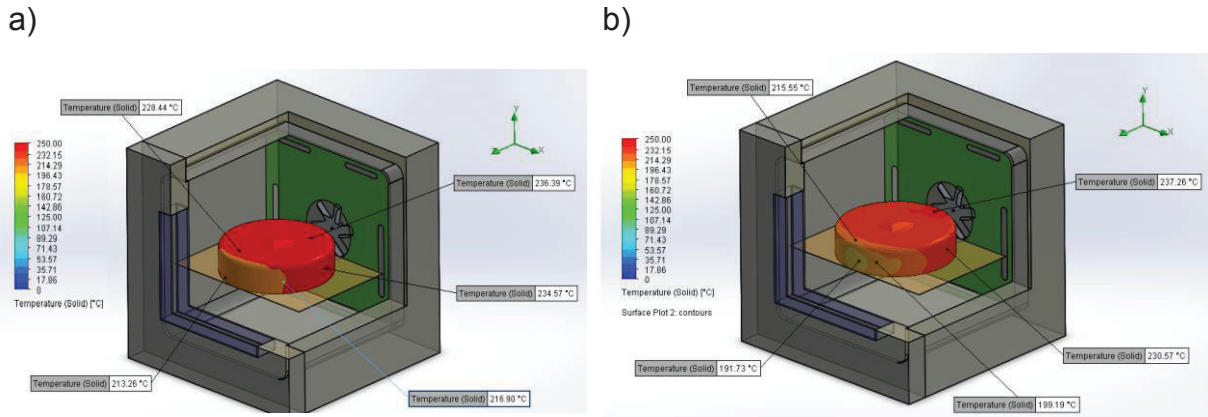 a)
Temperature (Solid) 228.44 °C
250.00
232.15
214.29
196.43
178.57
160.72
142.86
125.00
107.14
89.29
71.43
53.57
35.71
17.86
0
Temperature (Solid) [°C]
Y
Z
X
Temperature (Solid) 236.39 °C
Temperature (Solid) 234.57 °C
Temperature (Solid) 213.26 °C
Temperature (Solid) 216.90 °C
b)
Temperature (Solid) 215.55 °C
250.00
232.15
214.29
196.43
178.57
160.72
142.86
125.00
107.14
89.29
71.43
53.57
35.71
17.86
0
Temperature (Solid) [°C]
Surface Plot 2: contours
Y
Z
X
Temperature (Solid) 237.26 °C
Temperature (Solid) 230.57 °C
Temperature (Solid) 191.73 °C
Temperature (Solid) 199.19 °C